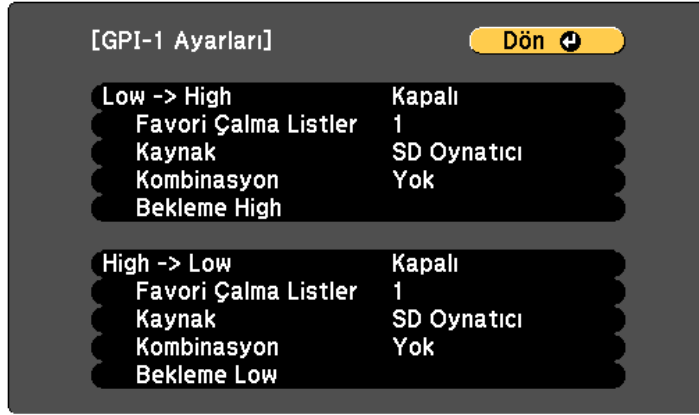 [GPI-1 Ayarları]
Dön
Low -> High Kapalı
Favori Çalma Listler 1
Kaynak SD Oynatıcı
Kombinasyon Yok
Bekleme High
High -> Low Kapalı
Favori Çalma Listler 1
Kaynak SD Oynatıcı
Kombinasyon Yok
Bekleme Low